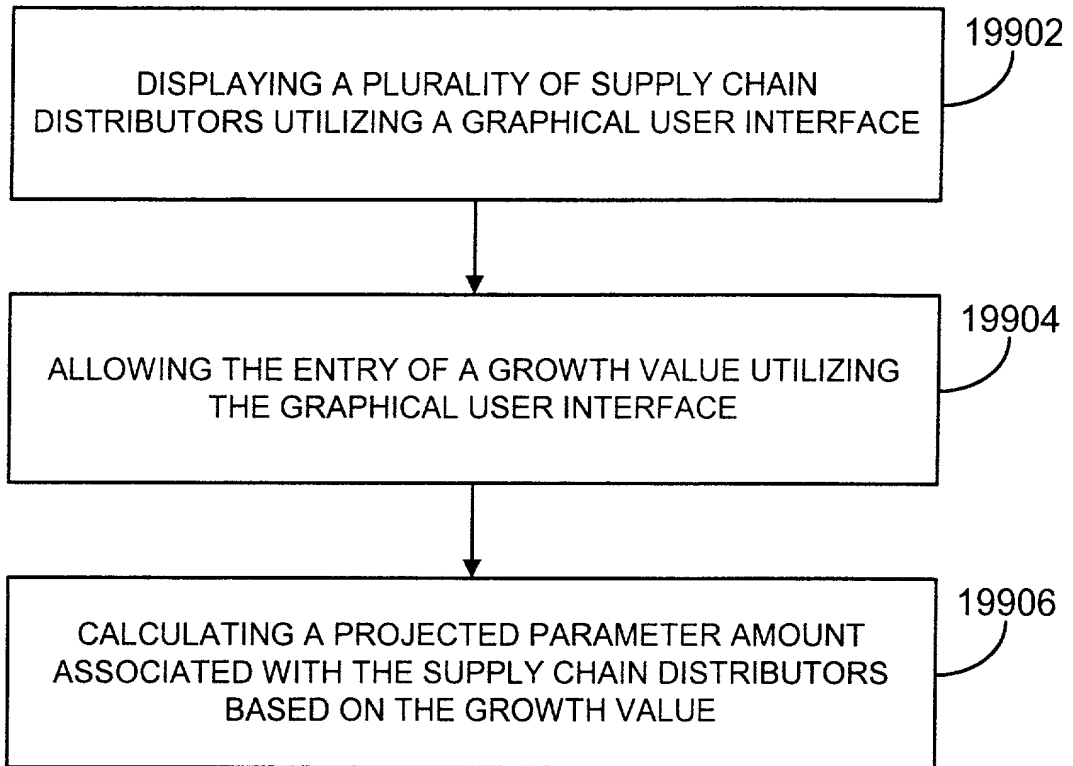 19902
DISPLAYING A PLURALITY OF SUPPLY CHAIN
DISTRIBUTORS UTILIZING A GRAPHICAL USER INTERFACE
19904
ALLOWING THE ENTRY OF A GROWTH VALUE UTILIZING
THE GRAPHICAL USER INTERFACE
19906
CALCULATING A PROJECTED PARAMETER AMOUNT
ASSOCIATED WITH THE SUPPLY CHAIN DISTRIBUTORS
BASED ON THE GROWTH VALUE